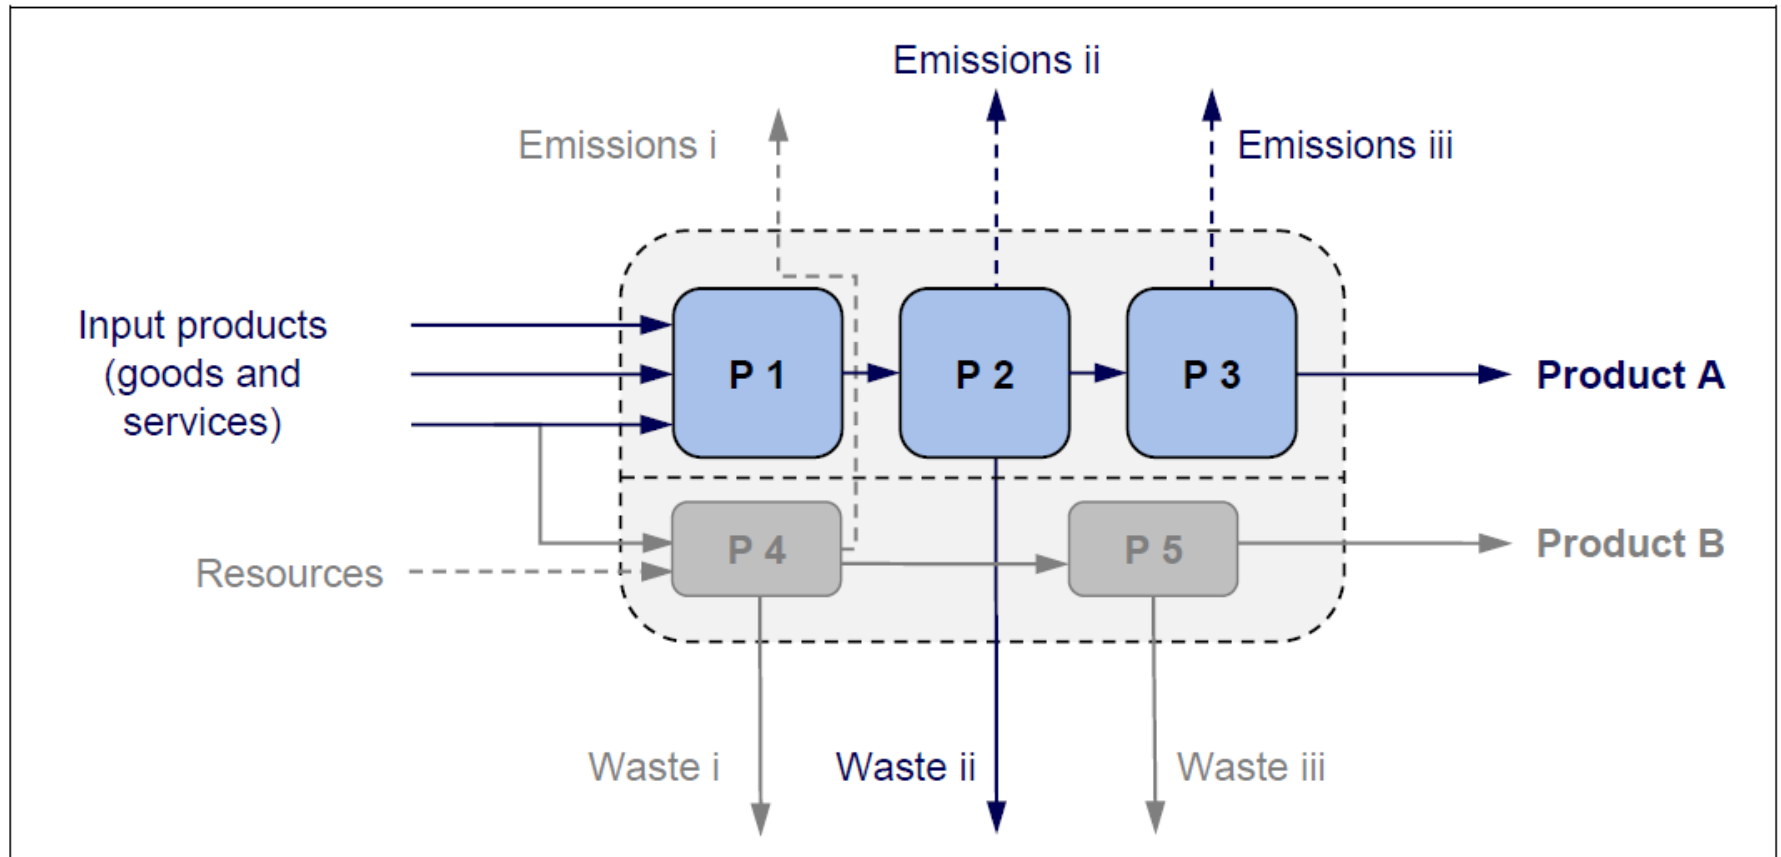 Emissions ii
Emissions i
Emissions iii
Input products
(goods and
services)
P 1
P 2
P 3
Product A
Resources
P 4
P 5
Product B
Waste i
Waste ii
Waste iii